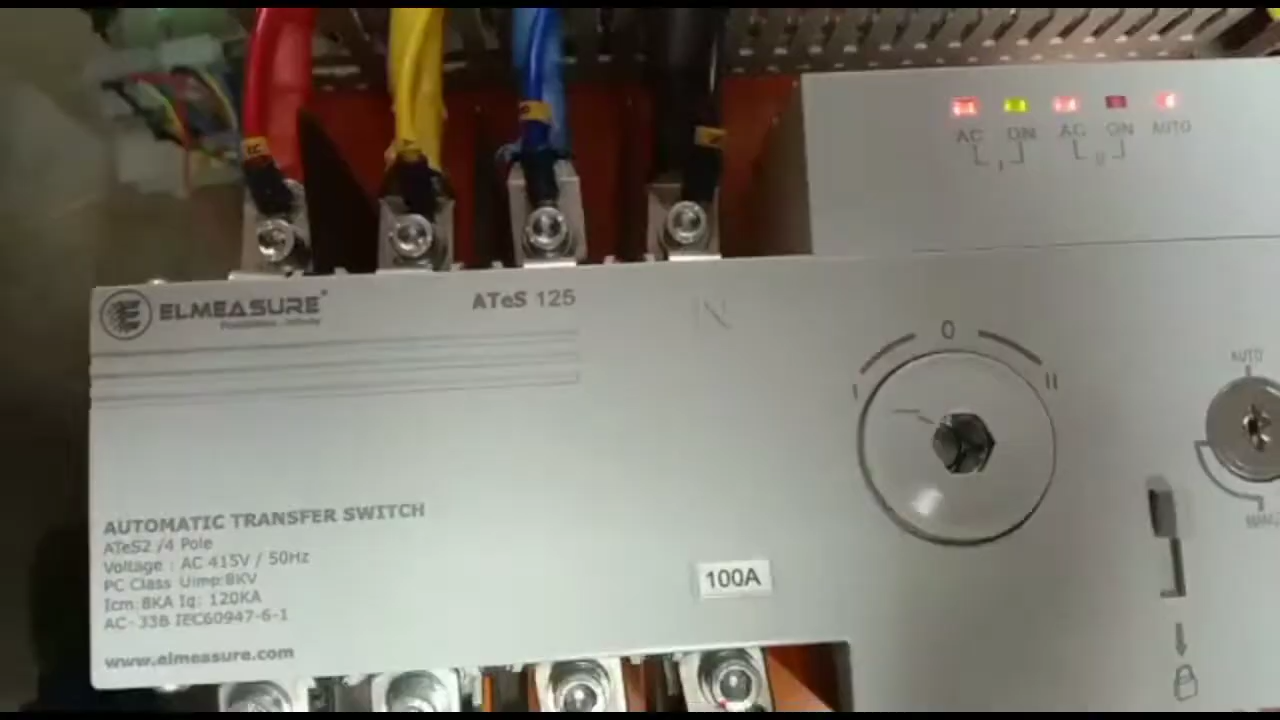 AC ON AC ON AUTO
I II
ELMEASURE
ATeS 125
N
0
I II
AUTO
AUTOMATIC TRANSFER SWITCH
ATeS2 /4 Pole
Voltage : AC 415V / 50Hz
PC Class Uimp:8KV
Icm:8KA Iq: 120KA
AC-33B IEC60947-6-1
www.elmeasure.com
100A